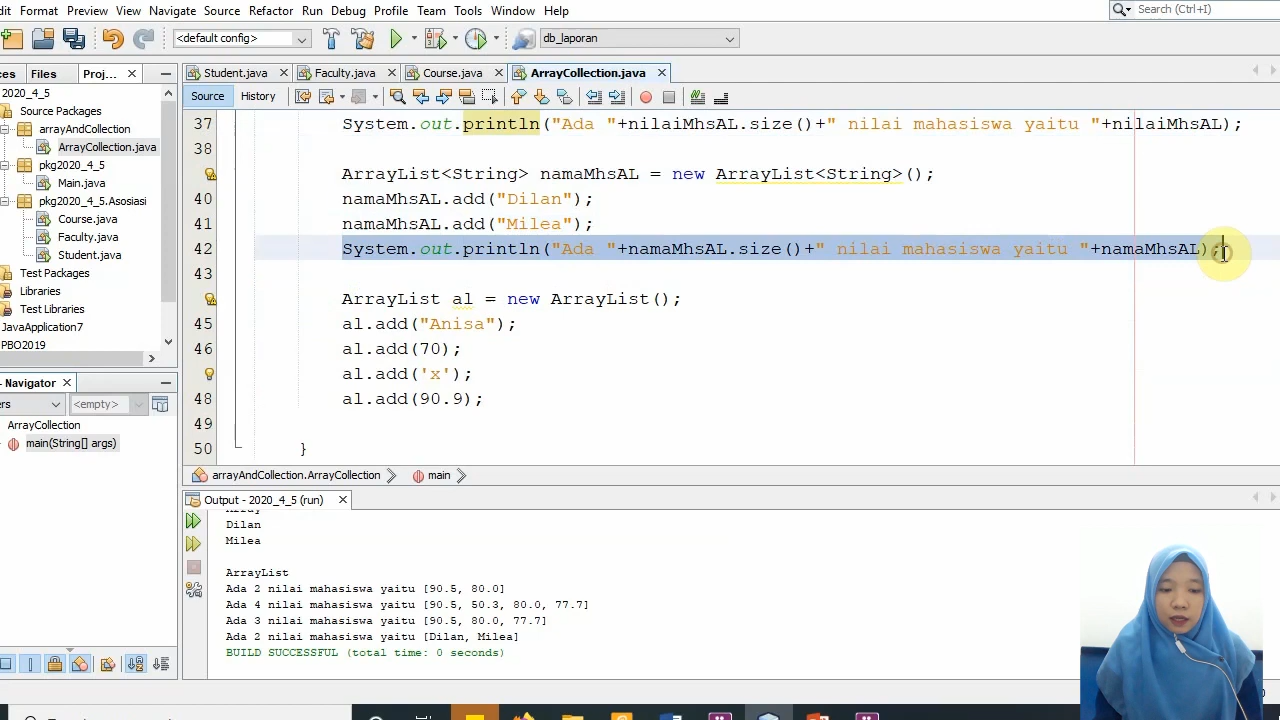 dit Format Preview View Navigate Source Refactor Run Debug Profile Team Tools Window Help
Search (Ctrl+I)
<default config>
db_laporan
ces Files Proj... Student.java Faculty.java Course.java ArrayCollection.java
2020_4_5
Source History
Source Packages
arrayAndCollection
ArrayCollection.java
pkg2020_4_5
Main.java
pkg2020_4_5.Asosiasi
Course.java
Faculty.java
Student.java
Test Packages
Libraries
Test Libraries
JavaApplication7
PBO2019
37 System.out.println("Ada "+nilaiMhsAL.size()+" nilai mahasiswa yaitu "+nilaiMhsAL);
38
ArrayList<String> namaMhsAL = new ArrayList<String>();
40 namaMhsAL.add("Dilan");
41 namaMhsAL.add("Milea");
42 System.out.println("Ada "+namaMhsAL.size()+" nilai mahasiswa yaitu "+namaMhsAL);
43
ArrayList al = new ArrayList();
45 al.add("Anisa");
46 al.add(70);
al.add('x');
48 al.add(90.9);
49
50 }
Navigator
ers <empty>
ArrayCollection
main(String[] args)
arrayAndCollection.ArrayCollection main
Output - 2020_4_5 (run)
Array
Dilan
Milea
ArrayList
Ada 2 nilai mahasiswa yaitu [90.5, 80.0]
Ada 4 nilai mahasiswa yaitu [90.5, 50.3, 80.0, 77.7]
Ada 3 nilai mahasiswa yaitu [90.5, 80.0, 77.7]
Ada 2 nilai mahasiswa yaitu [Dilan, Milea]
BUILD SUCCESSFUL (total time: 0 seconds)